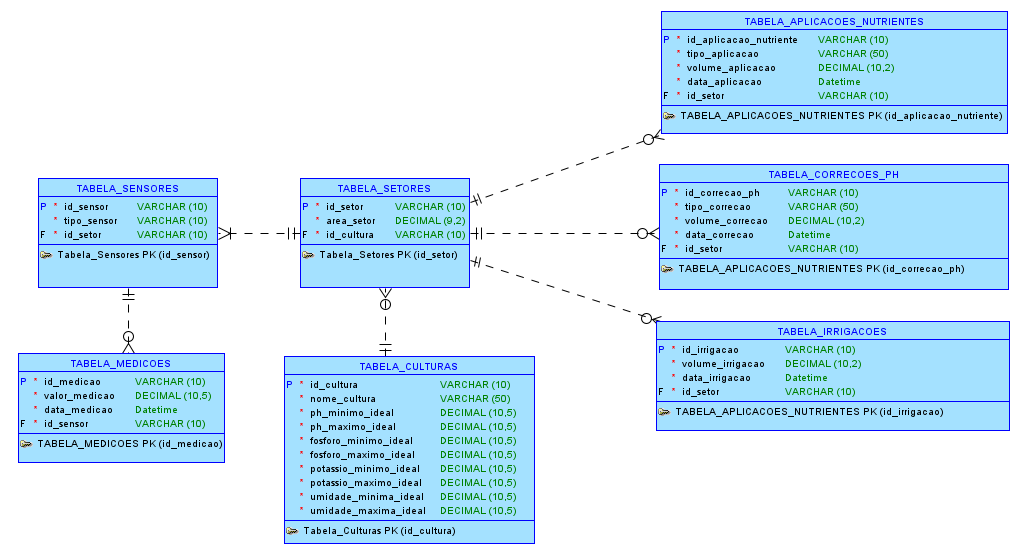 TABELA_APLICACOES_NUTRIENTES
P * id_aplicacao_nutriente VARCHAR (10)
* tipo_aplicacao VARCHAR (50)
* volume_aplicacao DECIMAL (10,2)
* data_aplicacao Datetime
F * id_setor VARCHAR (10)
TABELA_APLICACOES_NUTRIENTES PK (id_aplicacao_nutriente)
TABELA_SENSORES
P * id_sensor VARCHAR (10)
* tipo_sensor VARCHAR (10)
F * id_setor VARCHAR (10)
Tabela_Sensores PK (id_sensor)
TABELA_SETORES
P * id_setor VARCHAR (10)
* area_setor DECIMAL (9,2)
F * id_cultura VARCHAR (10)
Tabela_Setores PK (id_setor)
TABELA_CORRECOES_PH
P * id_correcao_ph VARCHAR (10)
* tipo_correcao VARCHAR (50)
* volume_correcao DECIMAL (10,2)
* data_correcao Datetime
F * id_setor VARCHAR (10)
TABELA_APLICACOES_NUTRIENTES PK (id_correcao_ph)
TABELA_IRRIGACOES
P * id_irrigacao VARCHAR (10)
* volume_irrigacao DECIMAL (10,2)
* data_irrigacao Datetime
F * id_setor VARCHAR (10)
TABELA_APLICACOES_NUTRIENTES PK (id_irrigacao)
TABELA_MEDICOES
P * id_medicao VARCHAR (10)
* valor_medicao DECIMAL (10,5)
* data_medicao Datetime
F * id_sensor VARCHAR (10)
TABELA_MEDICOES PK (id_medicao)
TABELA_CULTURAS
P * id_cultura VARCHAR (10)
* nome_cultura VARCHAR (50)
* ph_minimo_ideal DECIMAL (10,5)
* ph_maximo_ideal DECIMAL (10,5)
* fosforo_minimo_ideal DECIMAL (10,5)
* fosforo_maximo_ideal DECIMAL (10,5)
* potassio_minimo_ideal DECIMAL (10,5)
* potassio_maximo_ideal DECIMAL (10,5)
* umidade_minima_ideal DECIMAL (10,5)
* umidade_maxima_ideal DECIMAL (10,5)
Tabela_Culturas PK (id_cultura)